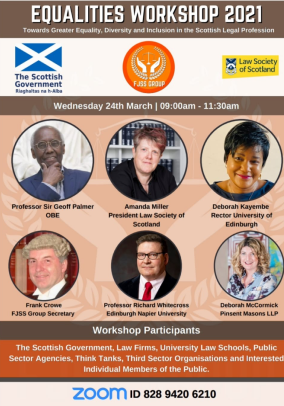 EQUALITIES WORKSHOP 2021
Towards Greater Equality, Diversity and Inclusion in the Scottish Legal Profession
The Scottish
Government
Riaghaltas na h-Alba
FJSS GROUP
Law Society
of Scotland
Wednesday 24th March | 09:00am - 11:30am
Professor Sir Geoff Palmer
OBE
Amanda Miller
President Law Society of
Scotland
Deborah Kayembe
Rector University of
Edinburgh
Frank Crowe
FJSS Group Secretary
Professor Richard Whitecross
Edinburgh Napier University
Deborah McCormick
Pinsent Masons LLP
Workshop Participants
The Scottish Government, Law Firms, University Law Schools, Public
Sector Agencies, Think Tanks, Third Sector Organisations and Interested
Individual Members of the Public.
zoom ID 828 9420 6210